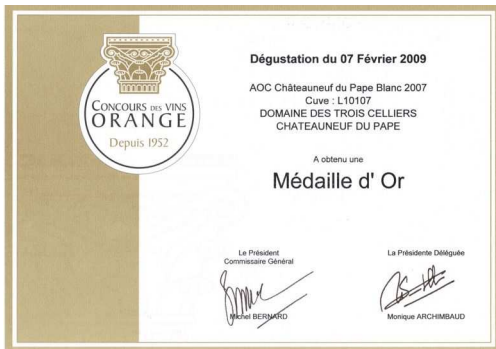 CONCOURS DES VINS
ORANGE
Depuis 1952
Dégustation du 07 Février 2009
AOC Châteauneuf du Pape Blanc 2007
Cuve : L10107
DOMAINE DES TROIS CELLIERS
CHATEAUNEUF DU PAPE
A obtenu une
Médaille d' Or
Le Président
Commissaire Général
Michel BERNARD
La Présidente Déléguée
Monique ARCHIMBAUD